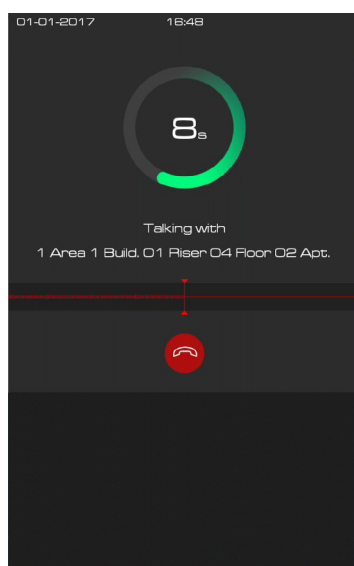 01-01-2017 16:48
8s
Talking with
1 Area 1 Build. 01 Riser 04 Floor 02 Apt.